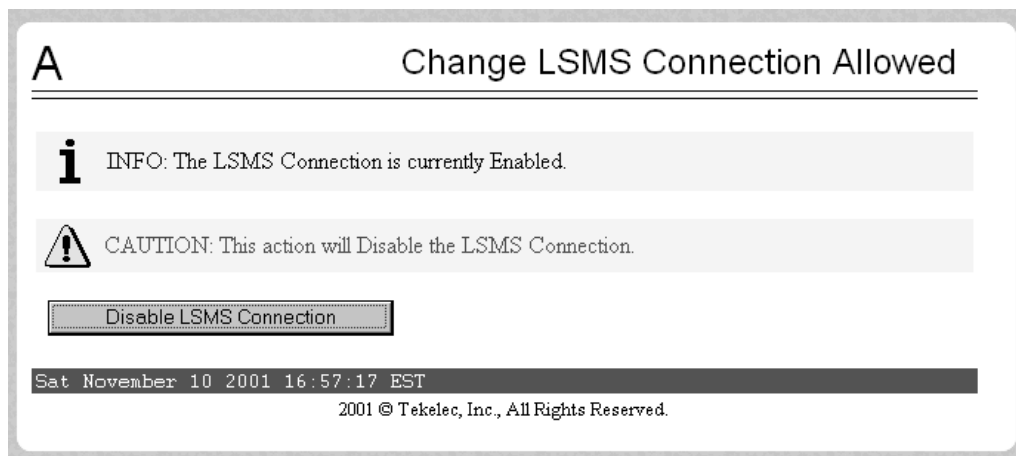 A
Change LSMS Connection Allowed
i
INFO: The LSMS Connection is currently Enabled.
CAUTION: This action will Disable the LSMS Connection.
Disable LSMS Connection
Sat November 10 2001 16:57:17 EST
2001 © Tekelec, Inc., All Rights Reserved.